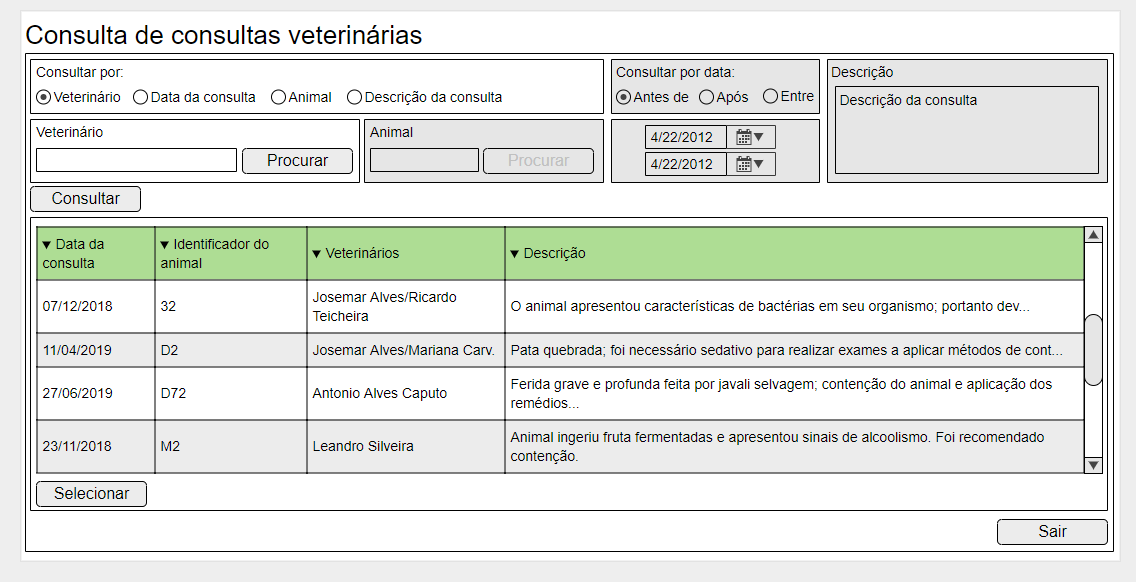 Consulta de consultas veterinárias
Consultar por:
Veterinário Data da consulta Animal Descrição da consulta
Consultar por data:
Antes de Após Entre
Descrição
Descrição da consulta
Veterinário
Procurar
Animal
Procurar
4/22/2012
4/22/2012
Consultar
Data da
consulta
Identificador do
animal
Veterinários
Descrição
07/12/2018
32
Josemar Alves/Ricardo
Teicheira
O animal apresentou características de bactérias em seu organismo; portanto dev...
11/04/2019
D2
Josemar Alves/Mariana Carv.
Pata quebrada; foi necessário sedativo para realizar exames a aplicar métodos de cont...
27/06/2019
D72
Antonio Alves Caputo
Ferida grave e profunda feita por javali selvagem; contenção do animal e aplicação dos
remédios...
23/11/2018
M2
Leandro Silveira
Animal ingeriu fruta fermentadas e apresentou sinais de alcoolismo. Foi recomendado
contenção.
Selecionar
Sair